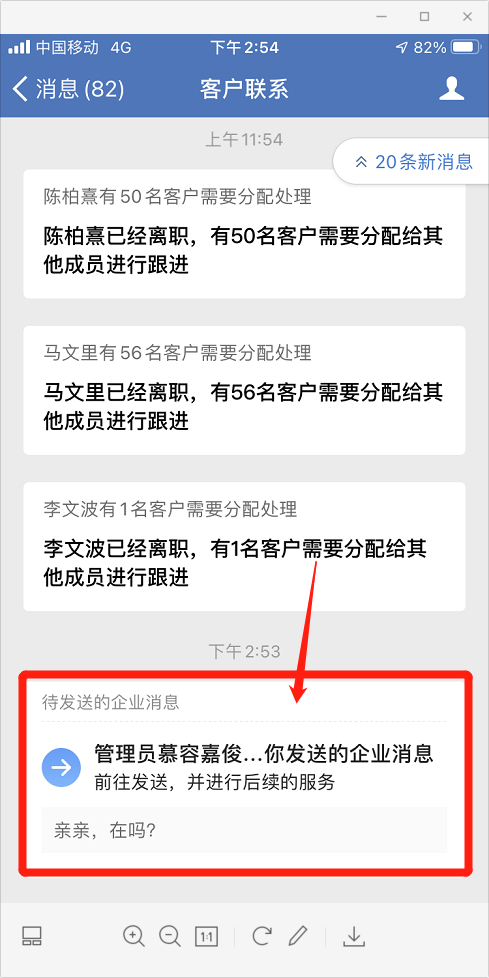 中国移动 4G 下午2:54 82%
消息(82) 客户联系
上午11:54
20条新消息
陈柏熹有50名客户需要分配处理
陈柏熹已经离职，有50名客户需要分配给其
他成员进行跟进
马文里有56名客户需要分配处理
马文里已经离职，有56名客户需要分配给其
他成员进行跟进
李文波有1名客户需要分配处理
李文波已经离职，有1名客户需要分配给其
他成员进行跟进
下午2:53
待发送的企业消息
管理员慕容嘉俊...你发送的企业消息
前往发送，并进行后续的服务
亲亲，在吗?
1:1